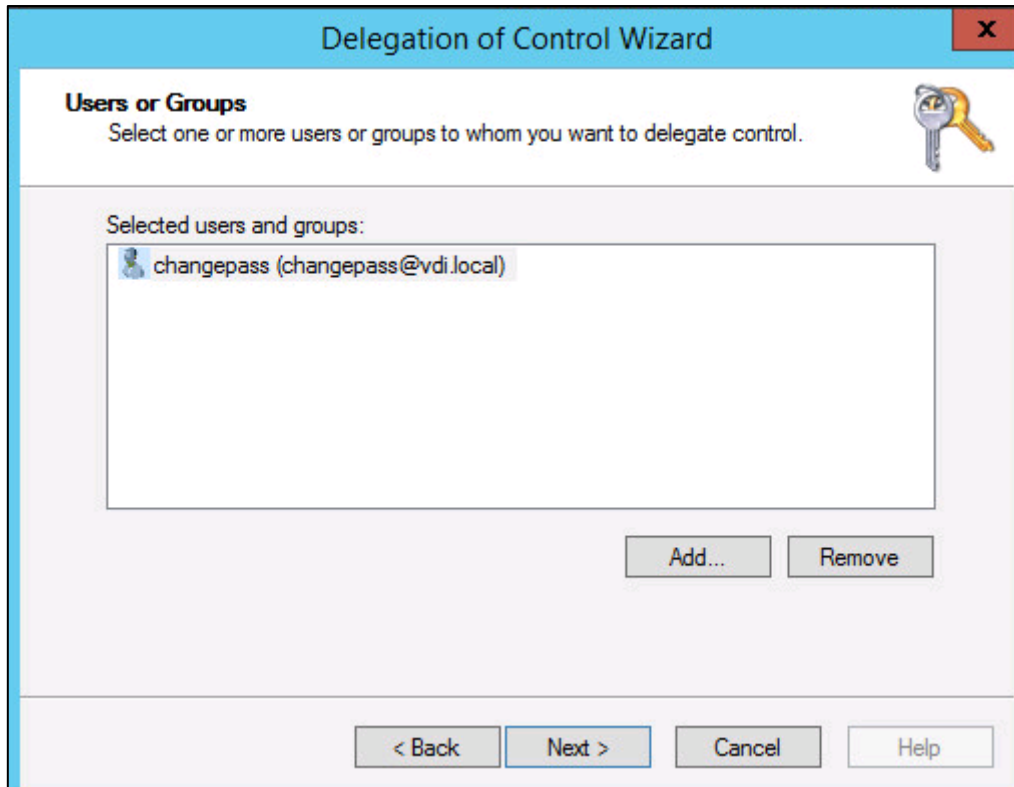 Delegation of Control Wizard
x
Users or Groups
Select one or more users or groups to whom you want to delegate control.
Selected users and groups:
changepass (changepass@vdi.local)
Add... Remove
< Back Next > Cancel Help